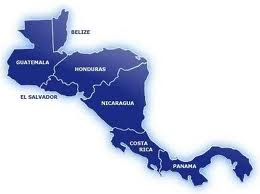 BELIZE
GUATEMALA
HONDURAS
EL SALVADOR
NICARAGUA
COSTA
RICA
PANAMA